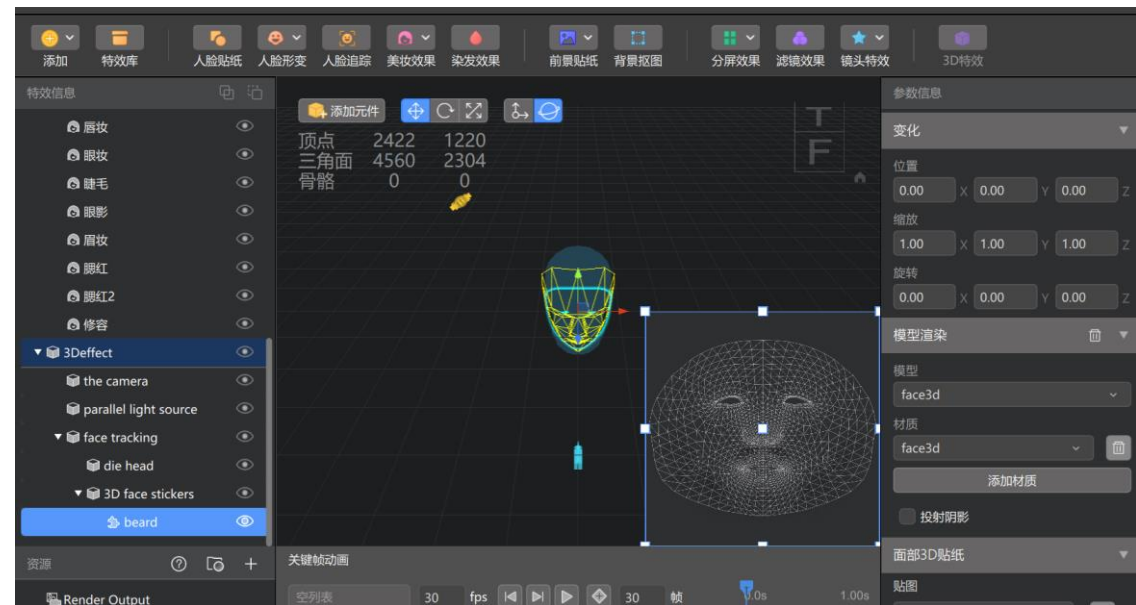 添加 特效库 人脸贴纸 人脸形变 人脸追踪 美妆效果 染发效果 前景贴纸 背景抠图 分屏效果 滤镜效果 镜头特效 3D特效
特效信息
唇妆
眼妆
睫毛
眼影
眉妆
腮红
腮红2
修容
3Deffect
the camera
parallel light source
face tracking
die head
3D face stickers
beard
资源
Render Output
添加元件
顶点 2422 1220
三角面 4560 2304
骨骼 0 0
T
F
关键帧动画
空列表 30 fps 30 帧 0.0s 1.00s
参数信息
变化
位置
0.00 X 0.00 Y 0.00 Z
缩放
1.00 X 1.00 Y 1.00 Z
旋转
0.00 X 0.00 Y 0.00 Z
模型渲染
模型
face3d
材质
face3d
添加材质
投射阴影
面部3D贴纸
贴图